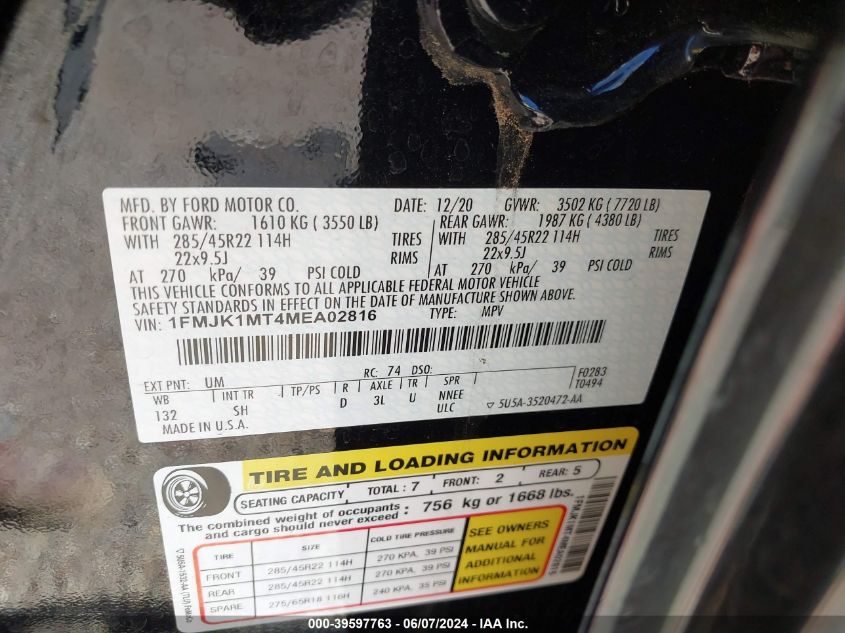 MFD. BY FORD MOTOR CO. DATE: 12/20 GVWR: 3502 KG ( 7720 LB)
FRONT GAWR: 1610 KG ( 3550 LB) REAR GAWR: 1987 KG ( 4380 LB)
WITH 285/45R22 114H TIRES WITH 285/45R22 114H TIRES
22x9.5J RIMS 22x9.5J RIMS
AT 270 kPa/ 39 PSI COLD AT 270 kPa/ 39 PSI COLD
THIS VEHICLE CONFORMS TO ALL APPLICABLE FEDERAL MOTOR VEHICLE
SAFETY STANDARDS IN EFFECT ON THE DATE OF MANUFACTURE SHOWN ABOVE.
VIN: 1FMJK1MT4MEA02816 TYPE: MPV
EXT PNT: UM RC: 74 DSO: F0283
WB INT TR TP/PS R AXLE TR SPR T0494
132 SH D 3L U NNEE
ULC ▽ 5U5A-3520472-AA
MADE IN U.S.A.
TIRE AND LOADING INFORMATION
SEATING CAPACITY TOTAL : 7 FRONT: 2 REAR: 5
The combined weight of occupants and cargo should never exceed : 756 kg or 1668 lbs.
TIRE SIZE COLD TIRE PRESSURE
FRONT 285/45R22 114H 270 KPA, 39 PSI
REAR 285/45R22 114H 270 KPA, 39 PSI
SPARE 275/65R18 116H 240 KPA, 35 PSI
SEE OWNERS
MANUAL FOR
ADDITIONAL
INFORMATION
1FMJK1MT4MEA02816
000-39597763 - 06/07/2024 - IAA Inc.